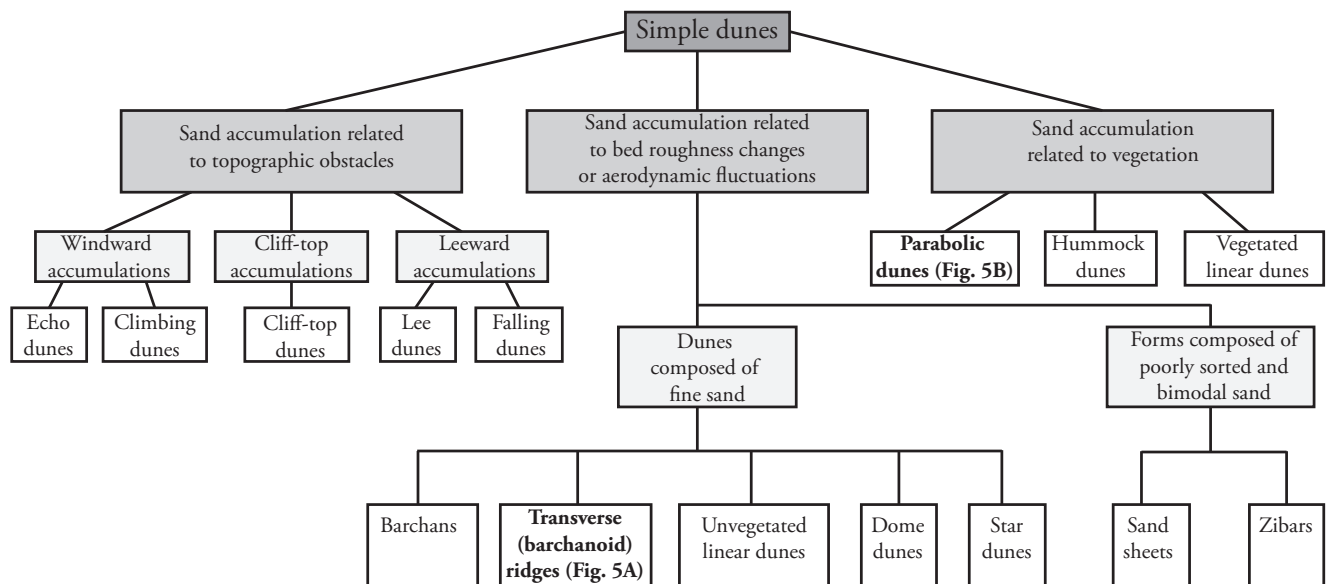 Simple dunes
Sand accumulation related
to topographic obstacles
Sand accumulation related
to bed roughness changes
or aerodynamic fluctuations
Sand accumulation
related to vegetation
Windward
accumulations
Cliff-top
accumulations
Leeward
accumulations
Parabolic
dunes (Fig. 5B)
Hummock
dunes
Vegetated
linear dunes
Echo
dunes
Climbing
dunes
Cliff-top
dunes
Lee
dunes
Falling
dunes
Dunes
composed of
fine sand
Forms composed of
poorly sorted and
bimodal sand
Barchans
Transverse
(barchanoid)
ridges (Fig. 5A)
Unvegetated
linear dunes
Dome
dunes
Star
dunes
Sand
sheets
Zibars